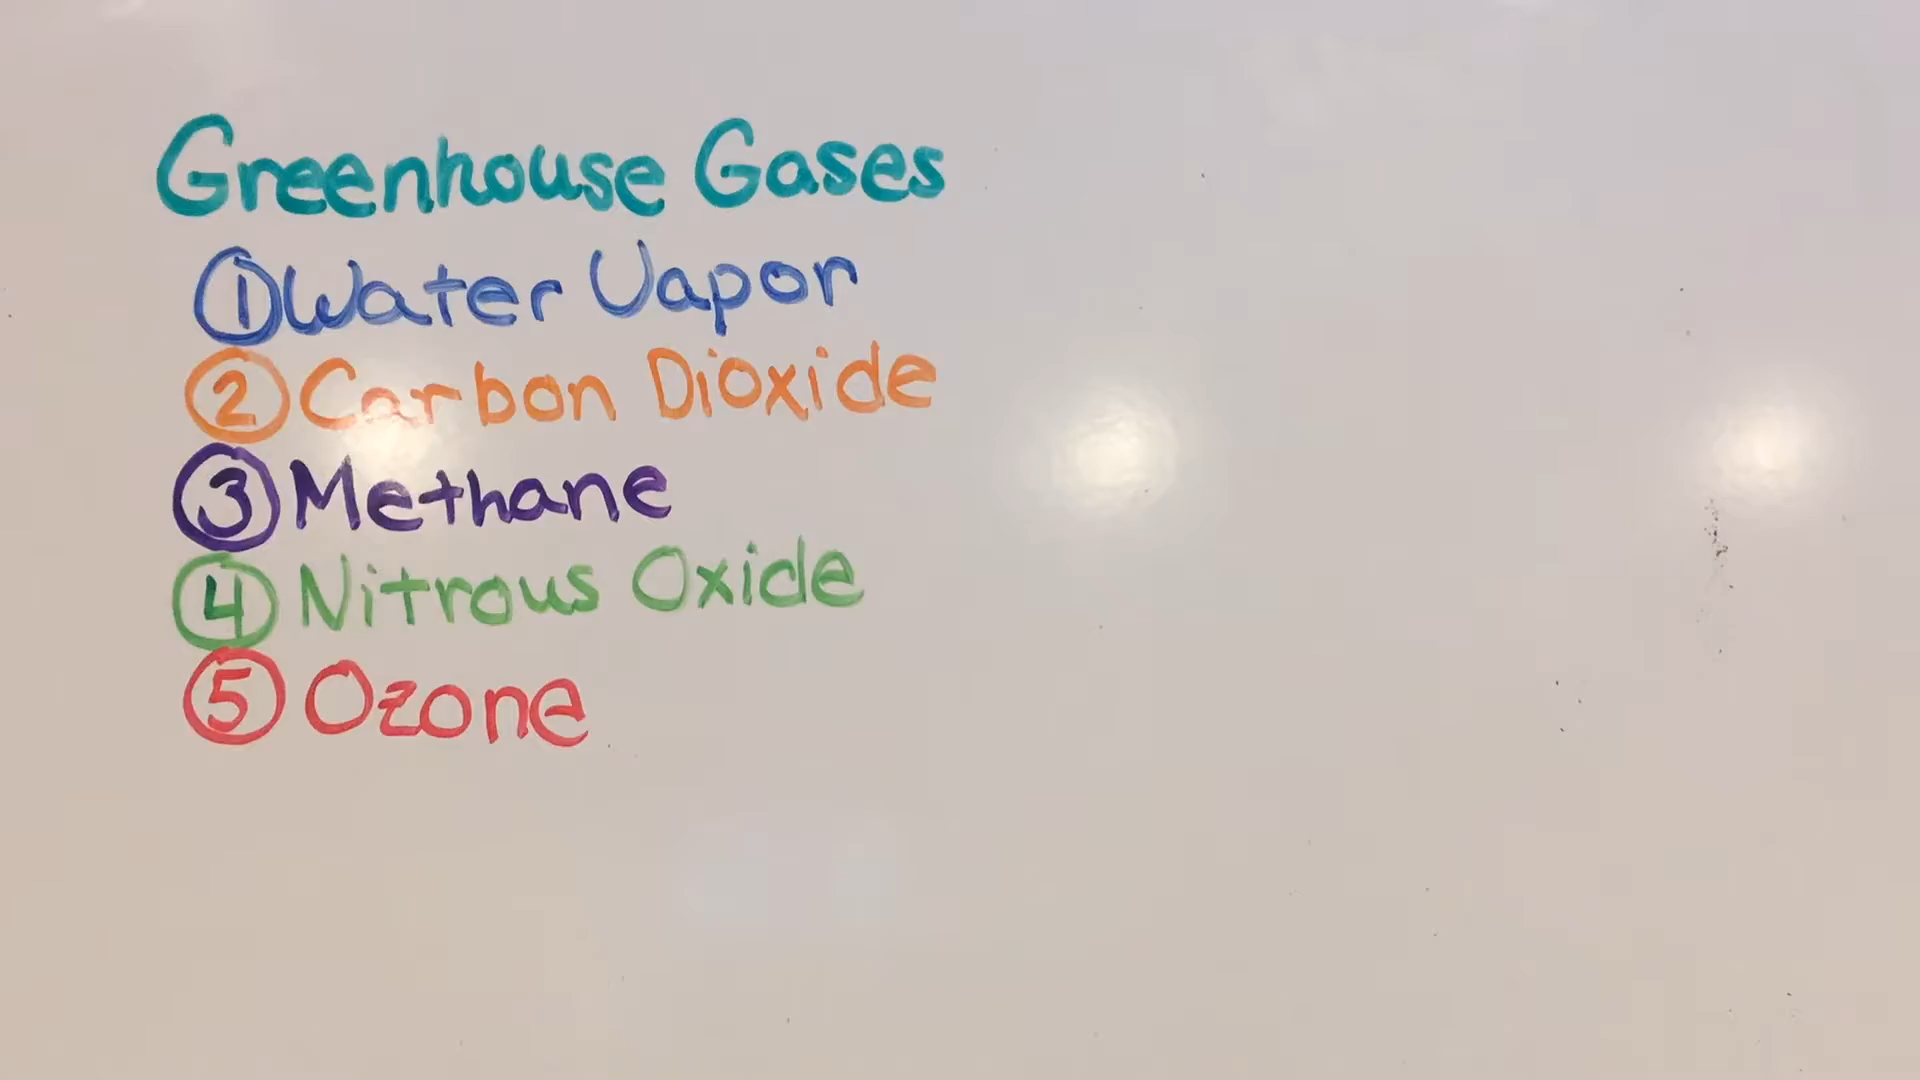 Greenhouse Gases
① Water Vapor
② Carbon Dioxide
③ Methane
④ Nitrous Oxide
⑤ Ozone